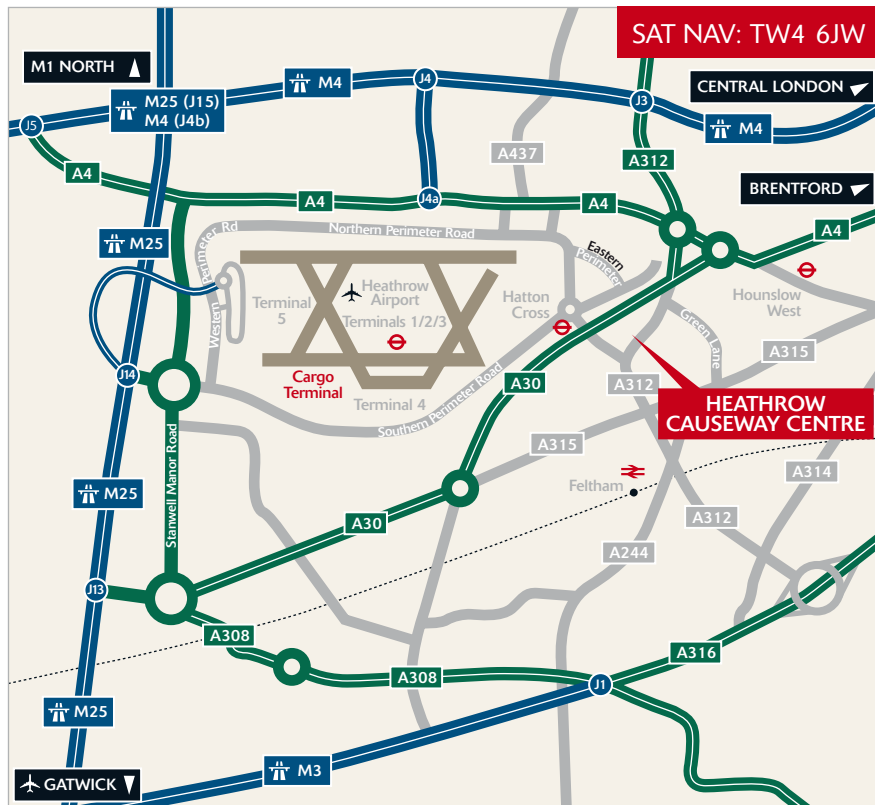 SAT NAV: TW4 6JW
M1 NORTH
J4
M4
CENTRAL LONDON
M25 (J15)
M4 (J4b)
J3
J5
M4
A437
A312
A4
A4
J4a
A4
BRENTFORD
A4
M25
Perimeter Rd
Western
Northern Perimeter Road
Eastern
Perimeter
Heathrow
Airport
Terminal
5
Terminals 1/2/3
Hatton
Cross
Hounslow
West
Green Lane
A315
J14
Cargo
Terminal
Terminal 4
A30
A312
Southern Perimeter Road
HEATHROW
CAUSEWAY CENTRE
A315
A314
Feltham
M25
Stanwell Manor Road
A30
A312
A244
J13
A308
A316
A308
J1
M25
M3
GATWICK